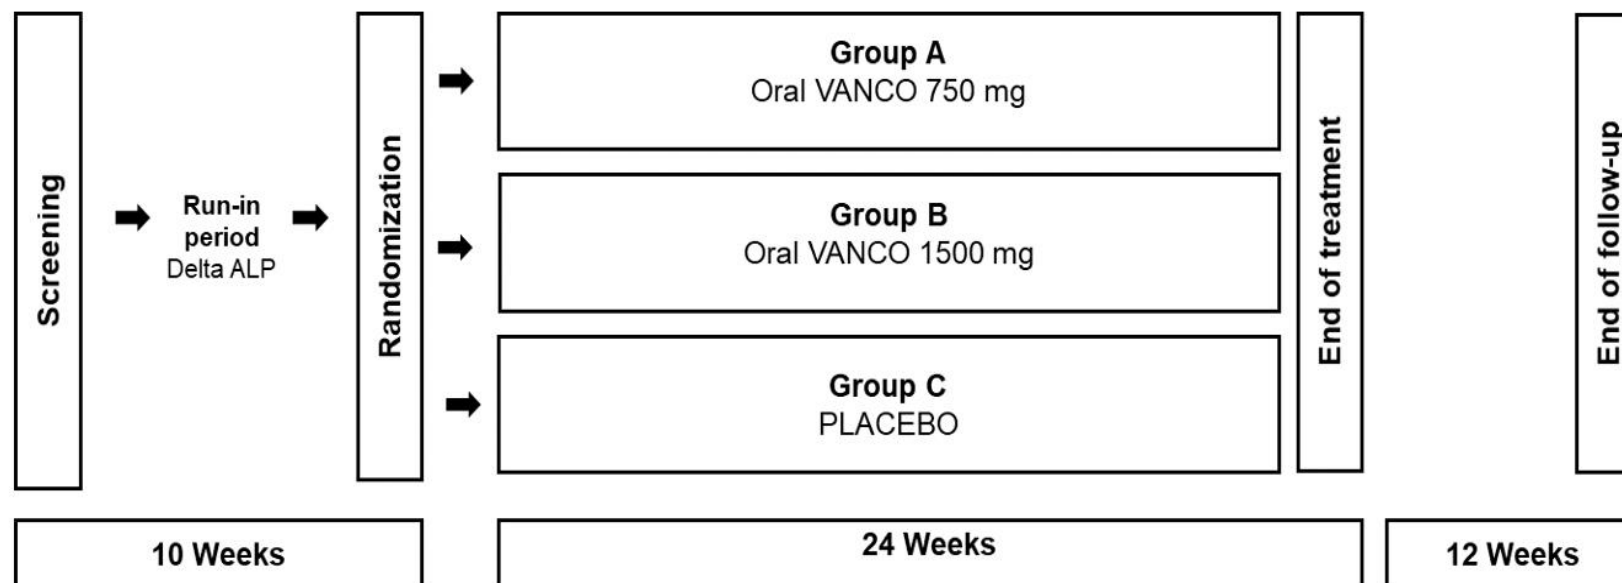 Screening
Run-in
period
Delta ALP
Randomization
Group A
Oral VANCO 750 mg
Group B
Oral VANCO 1500 mg
Group C
PLACEBO
End of treatment
End of follow-up
10 Weeks
24 Weeks
12 Weeks